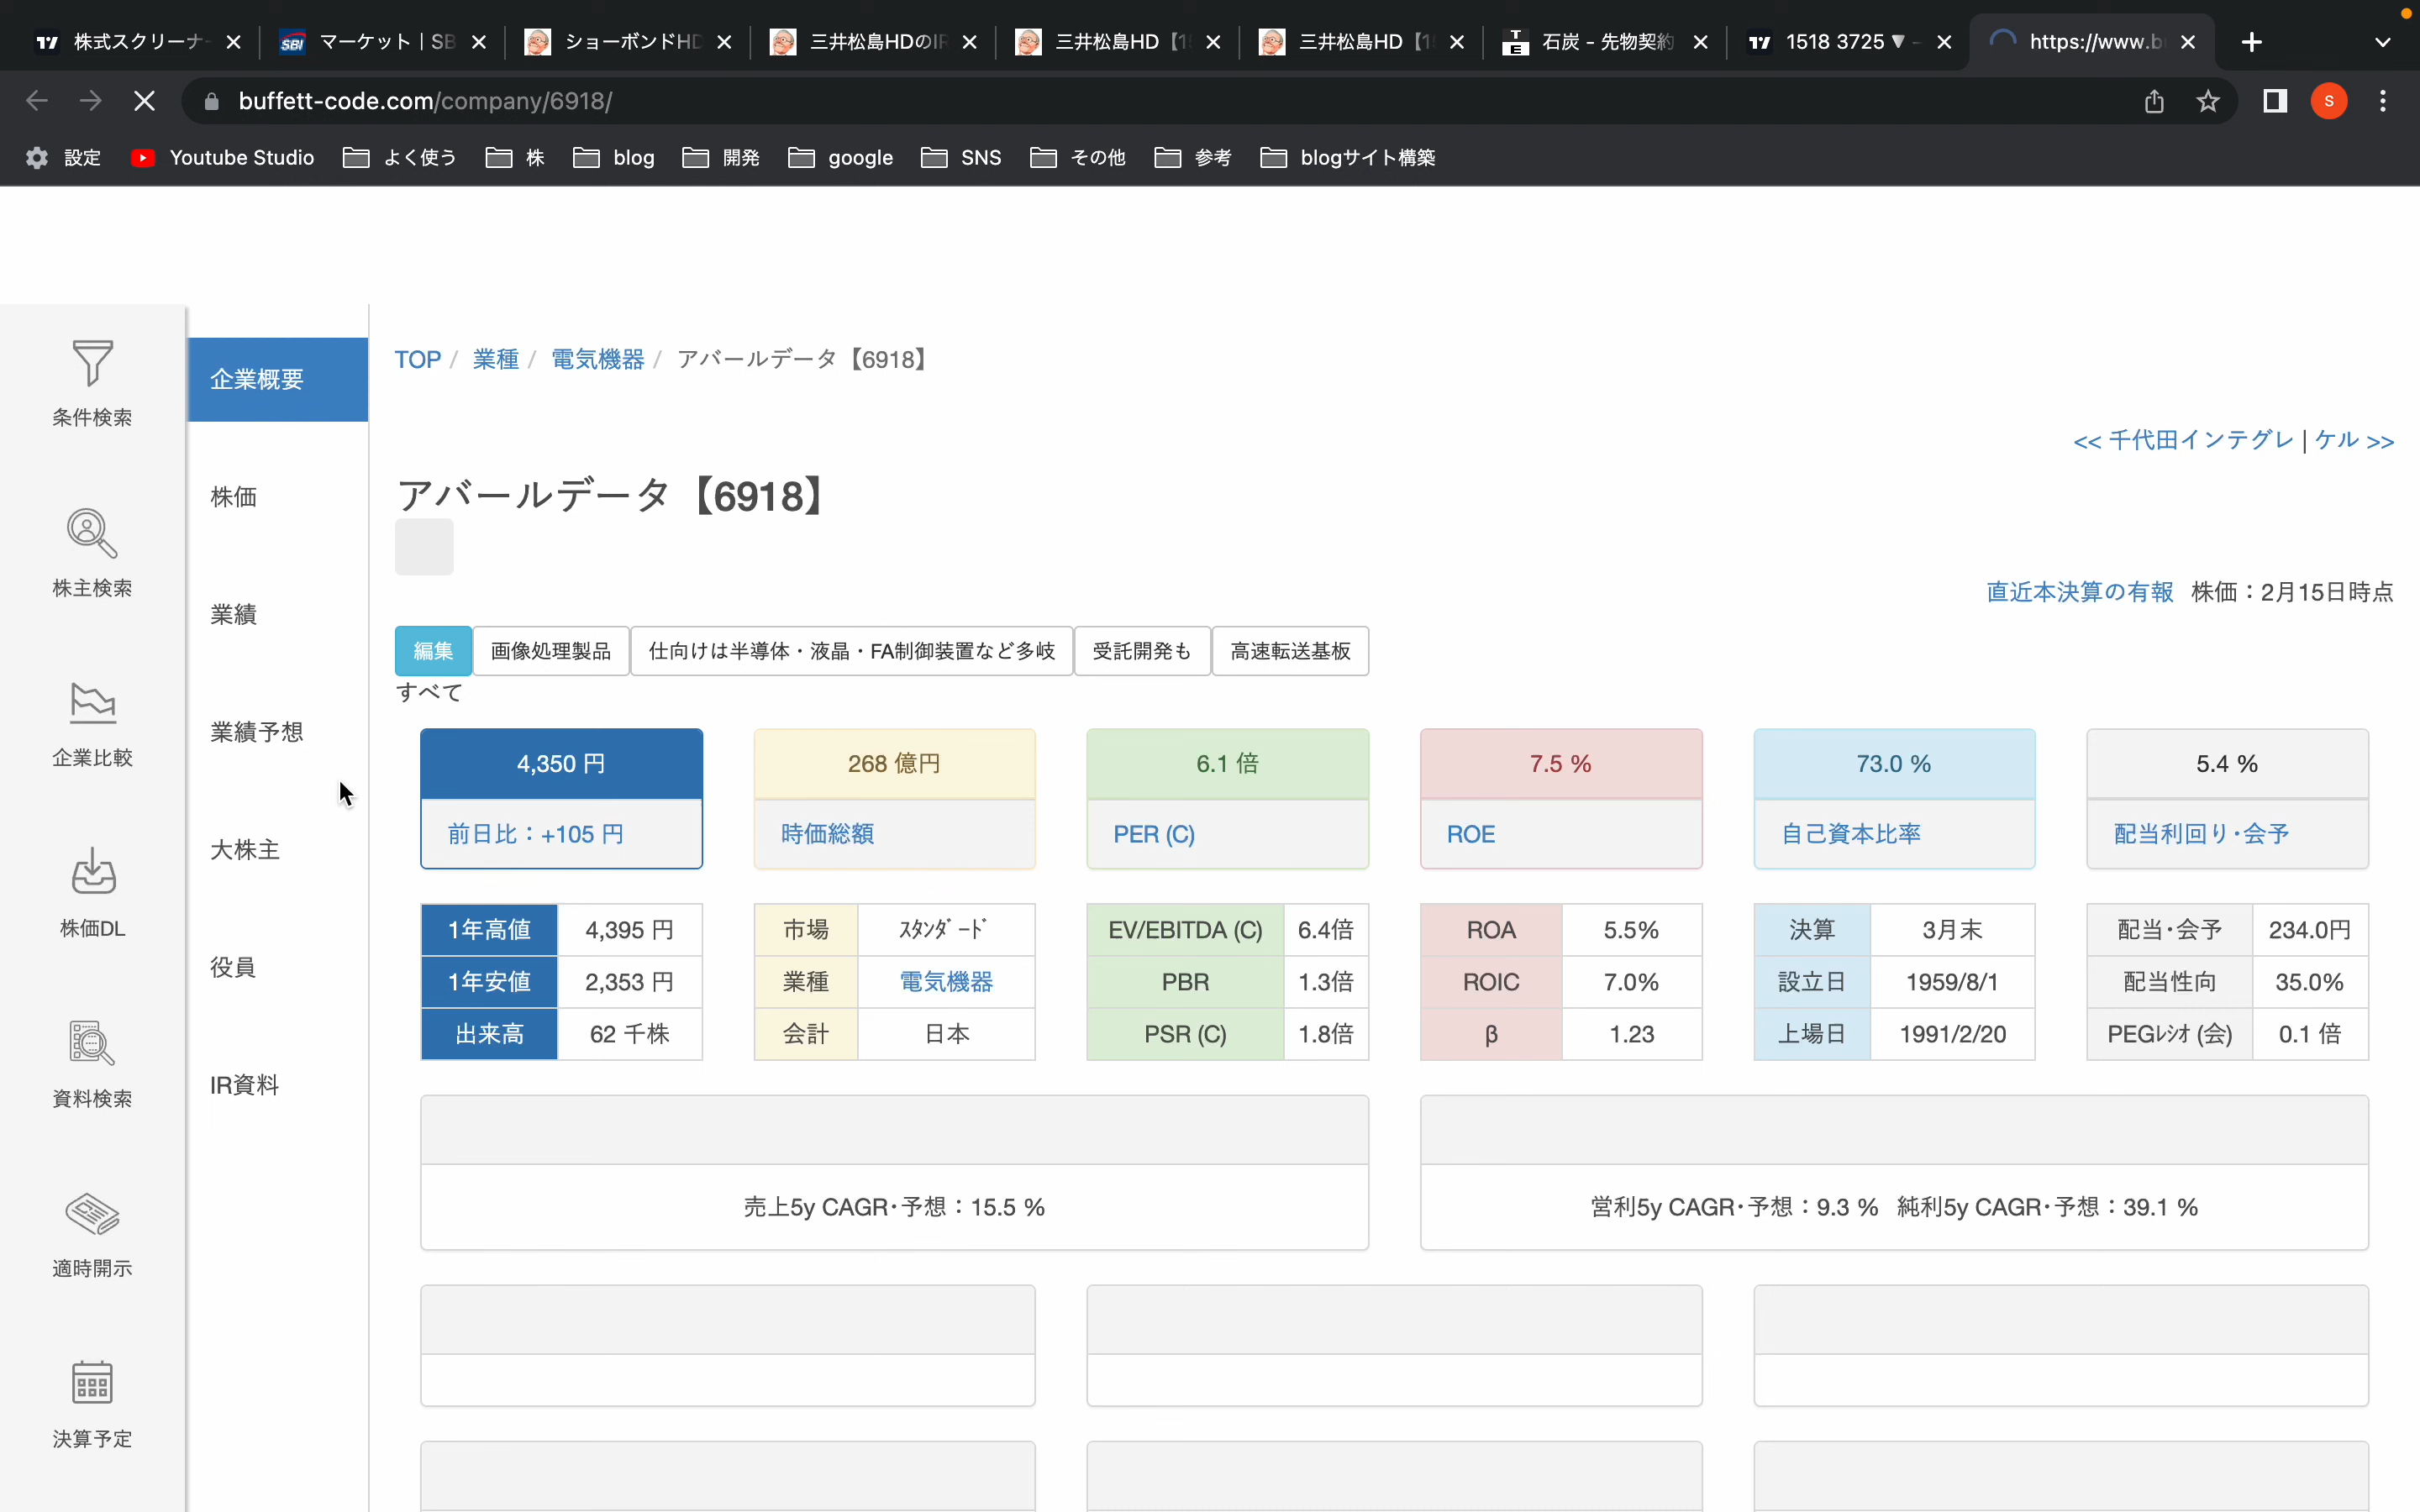 株式スクリーナー
マーケット｜SB
ショーボンドHD
三井松島HDのIR
三井松島HD【15
三井松島HD【15
石炭 - 先物契約
1518 3725 ▼ -
https://www.b
buffett-code.com/company/6918/
S
設定
Youtube Studio
よく使う
株
blog
開発
google
SNS
その他
参考
blogサイト構築
条件検索
株主検索
企業比較
株価DL
資料検索
適時開示
決算予定
企業概要
株価
業績
業績予想
大株主
役員
IR資料
TOP / 業種 / 電気機器 / アバールデータ【6918】
<< 千代田インテグレ | ケル >>
アバールデータ【6918】
直近本決算の有報 株価：2月15日時点
編集 画像処理製品 仕向けは半導体・液晶・FA制御装置など多岐 受託開発も 高速転送基板
すべて
4,350 円
前日比：+105 円
268 億円
時価総額
6.1 倍
PER (C)
7.5 %
ROE
73.0 %
自己資本比率
5.4 %
配当利回り･会予
1年高値 4,395 円
1年安値 2,353 円
出来高 62 千株
市場 ｽﾀﾝﾀﾞｰﾄﾞ
業種 電気機器
会計 日本
EV/EBITDA (C) 6.4倍
PBR 1.3倍
PSR (C) 1.8倍
ROA 5.5%
ROIC 7.0%
β 1.23
決算 3月末
設立日 1959/8/1
上場日 1991/2/20
配当･会予 234.0円
配当性向 35.0%
PEGﾚｼｵ (会) 0.1 倍
売上5y CAGR･予想：15.5 %
営利5y CAGR･予想：9.3 % 純利5y CAGR･予想：39.1 %